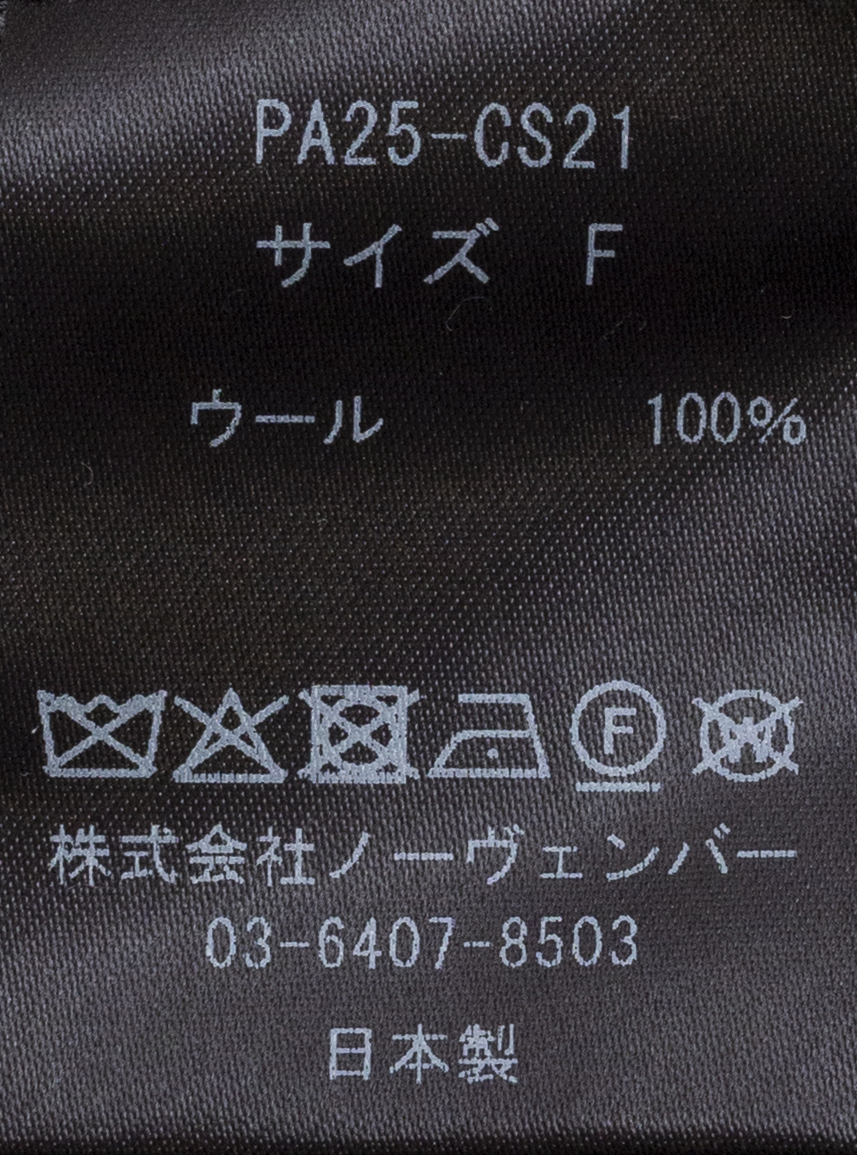 PA25-CS21
サイズ　F
ウール　100%
F W
株式会社ノーヴェンバー
03-6407-8503
日本製